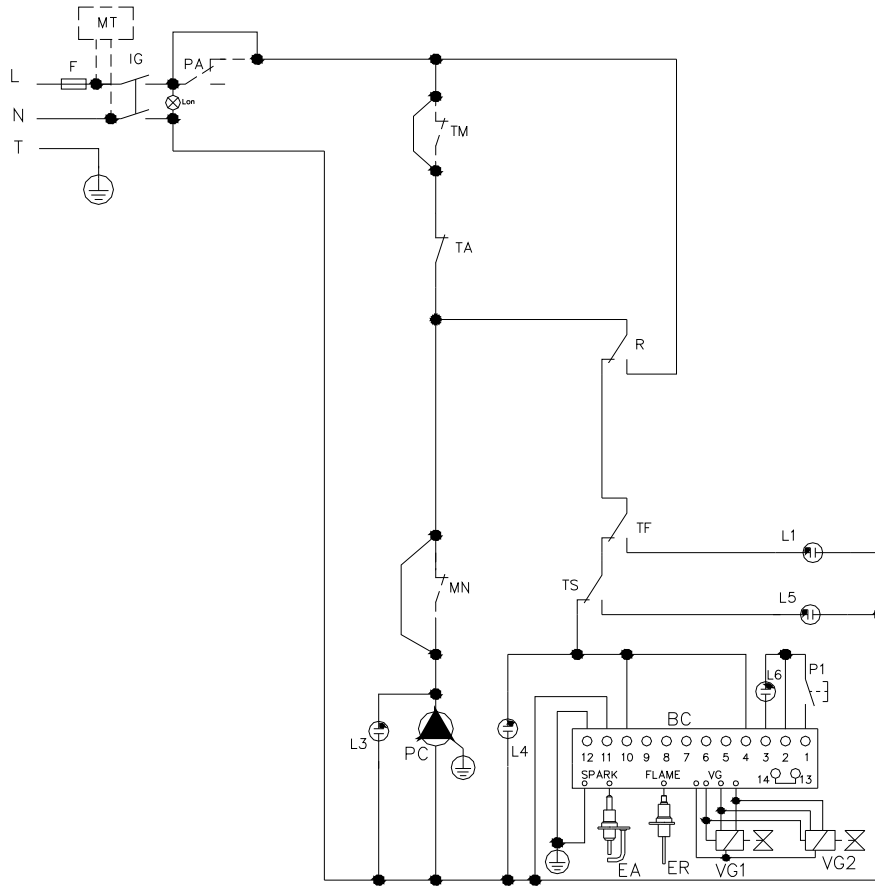 MT
F
IG
PA
L
Lon
N
T
TM
TA
R
TF
L1
TS
MN
L5
P1
L6
L3
PC
L4
BC
12 11 10 9 8 7 6 5 4 3 2 1
SPARK FLAME VG 14 13
EA ER VG1 VG2